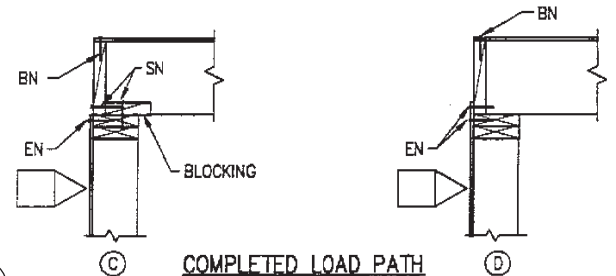 BN
SN
BN
EN
EN
BLOCKING
C
COMPLETED LOAD PATH
D